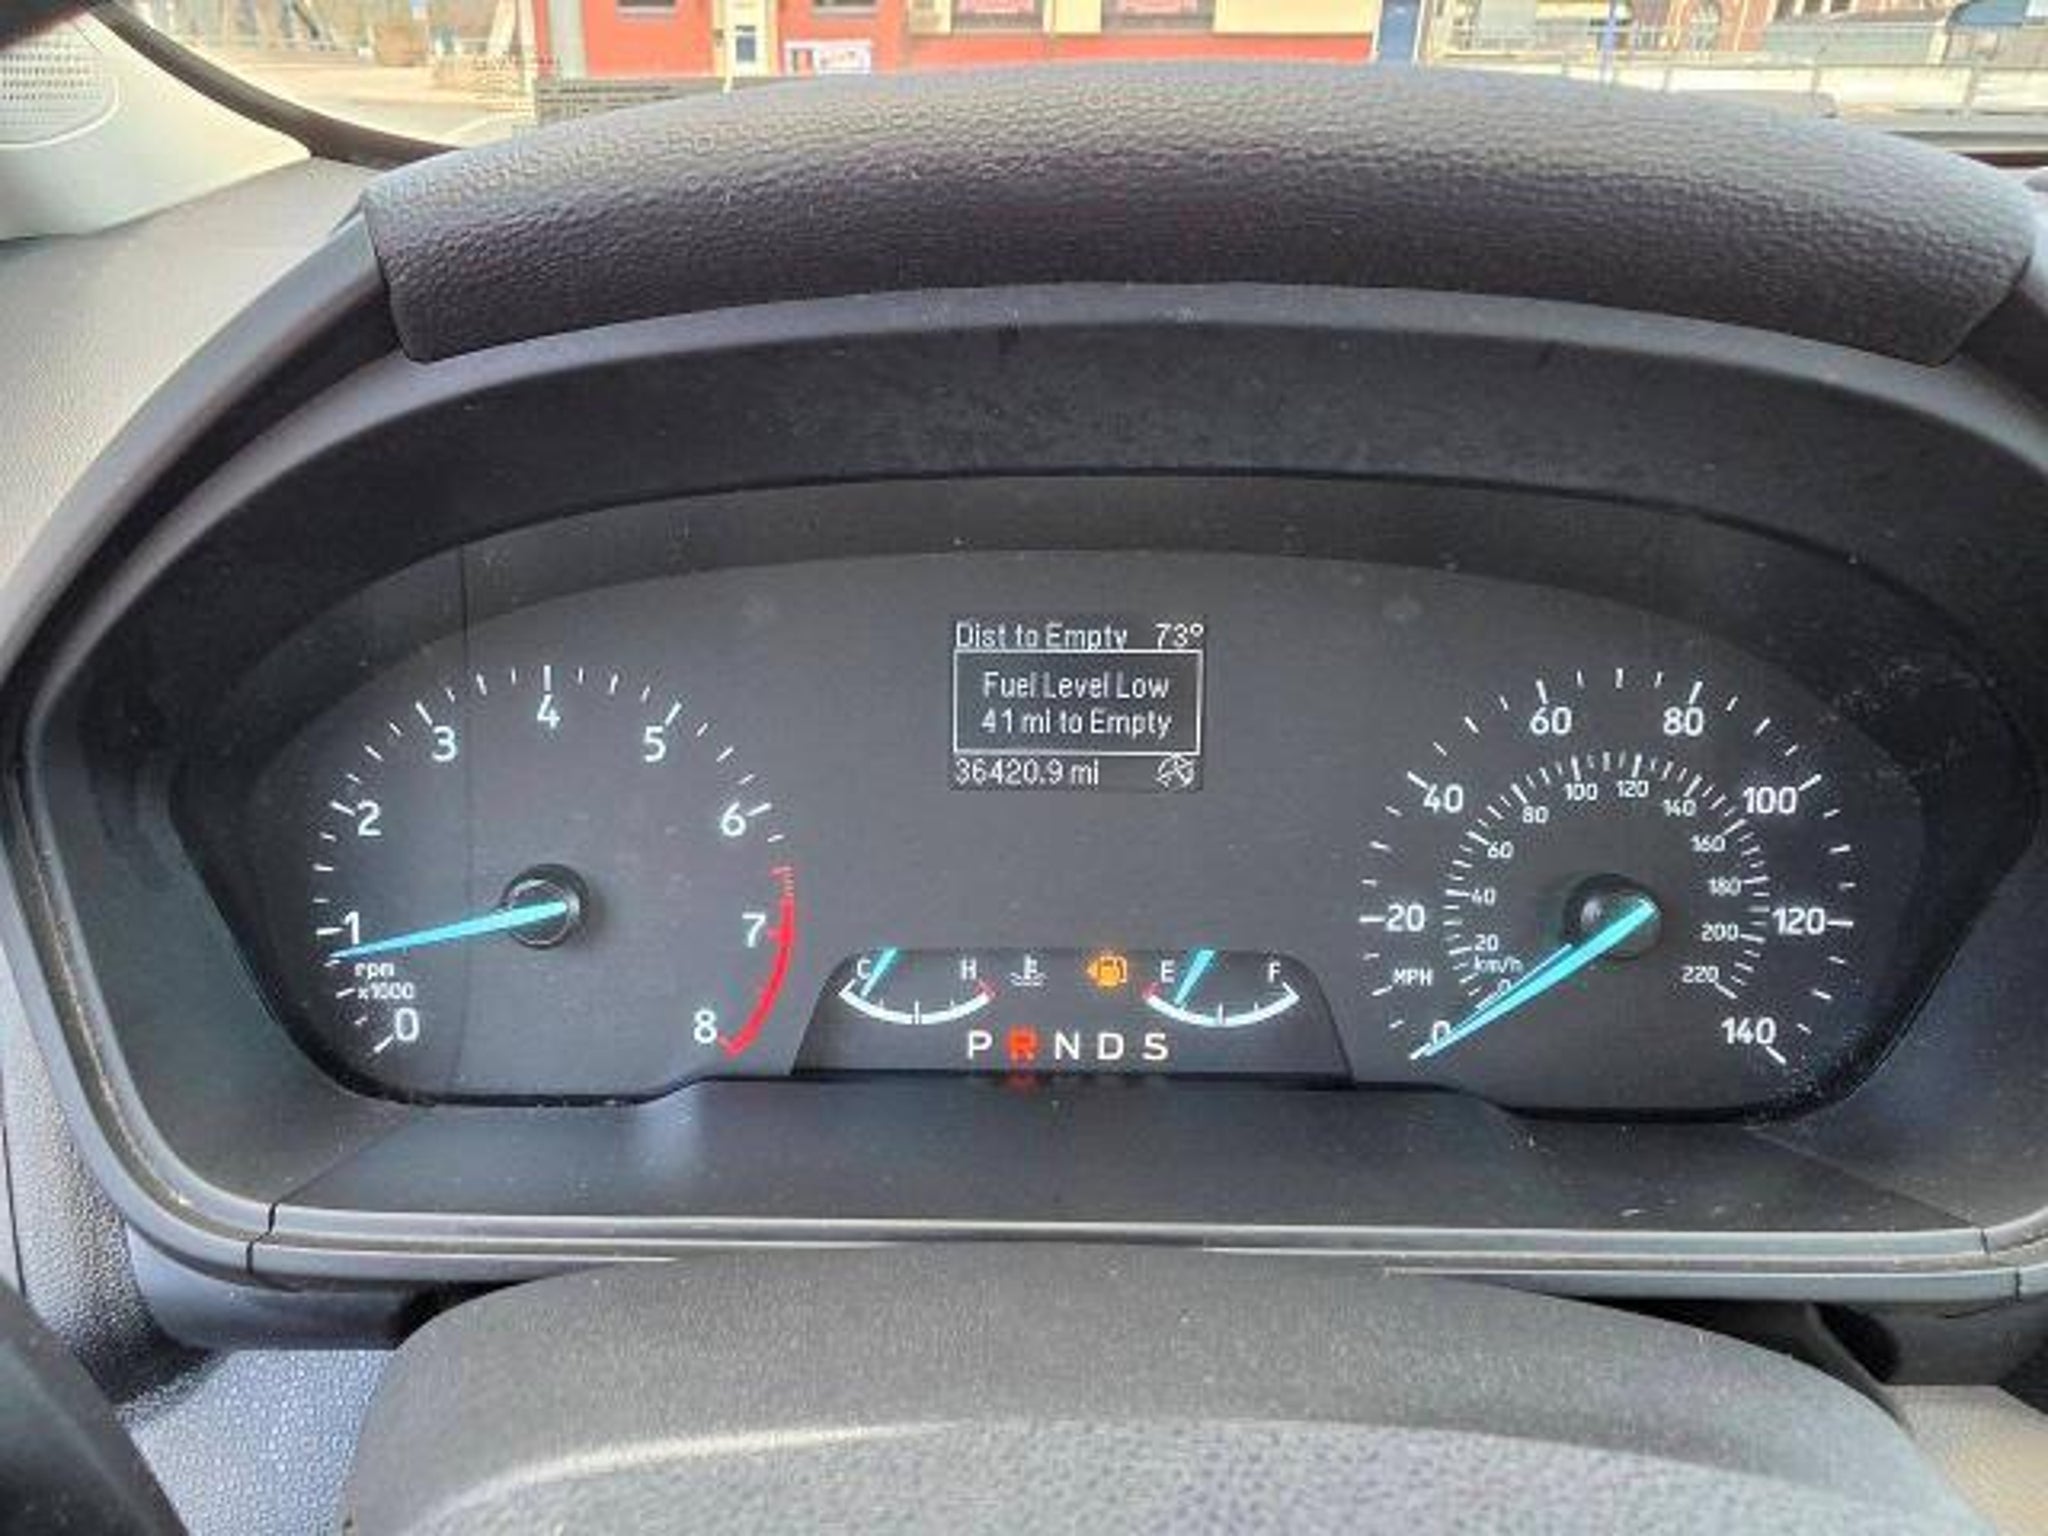 Dist to Empty 73°
Fuel Level Low
41 mi to Empty
36420.9 mi
0 1 2 3 4 5 6 7 8
rpm
x1000
C H
E F
P R N D S
0 20 40 60 80 100 120 140
MPH
0 20 40 60 80 100 120 140 160 180 200 220
km/h